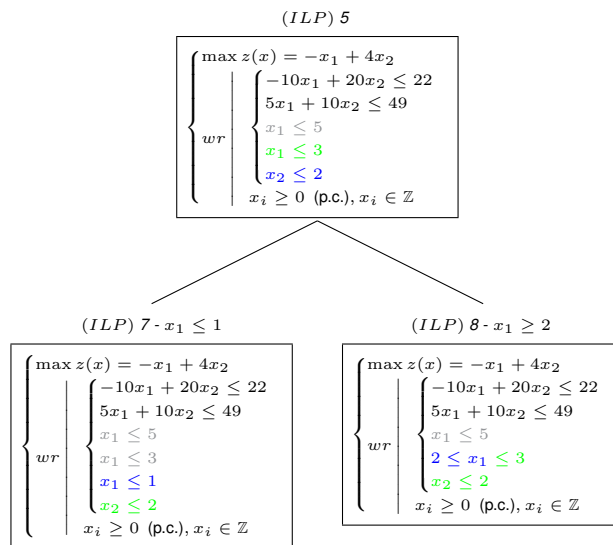 (ILP) 5
max z(x) = −x₁ + 4x₂
−10x₁ + 20x₂ ≤ 22
5x₁ + 10x₂ ≤ 49
x₁ ≤ 5
wr
x₁ ≤ 3
x₂ ≤ 2
xᵢ ≥ 0 (p.c.), xᵢ ∈ ℤ
(ILP) 7 - x₁ ≤ 1
max z(x) = −x₁ + 4x₂
−10x₁ + 20x₂ ≤ 22
5x₁ + 10x₂ ≤ 49
x₁ ≤ 5
wr
x₁ ≤ 3
x₁ ≤ 1
x₂ ≤ 2
xᵢ ≥ 0 (p.c.), xᵢ ∈ ℤ
(ILP) 8 - x₁ ≥ 2
max z(x) = −x₁ + 4x₂
−10x₁ + 20x₂ ≤ 22
5x₁ + 10x₂ ≤ 49
x₁ ≤ 5
wr
2 ≤ x₁ ≤ 3
x₂ ≤ 2
xᵢ ≥ 0 (p.c.), xᵢ ∈ ℤ